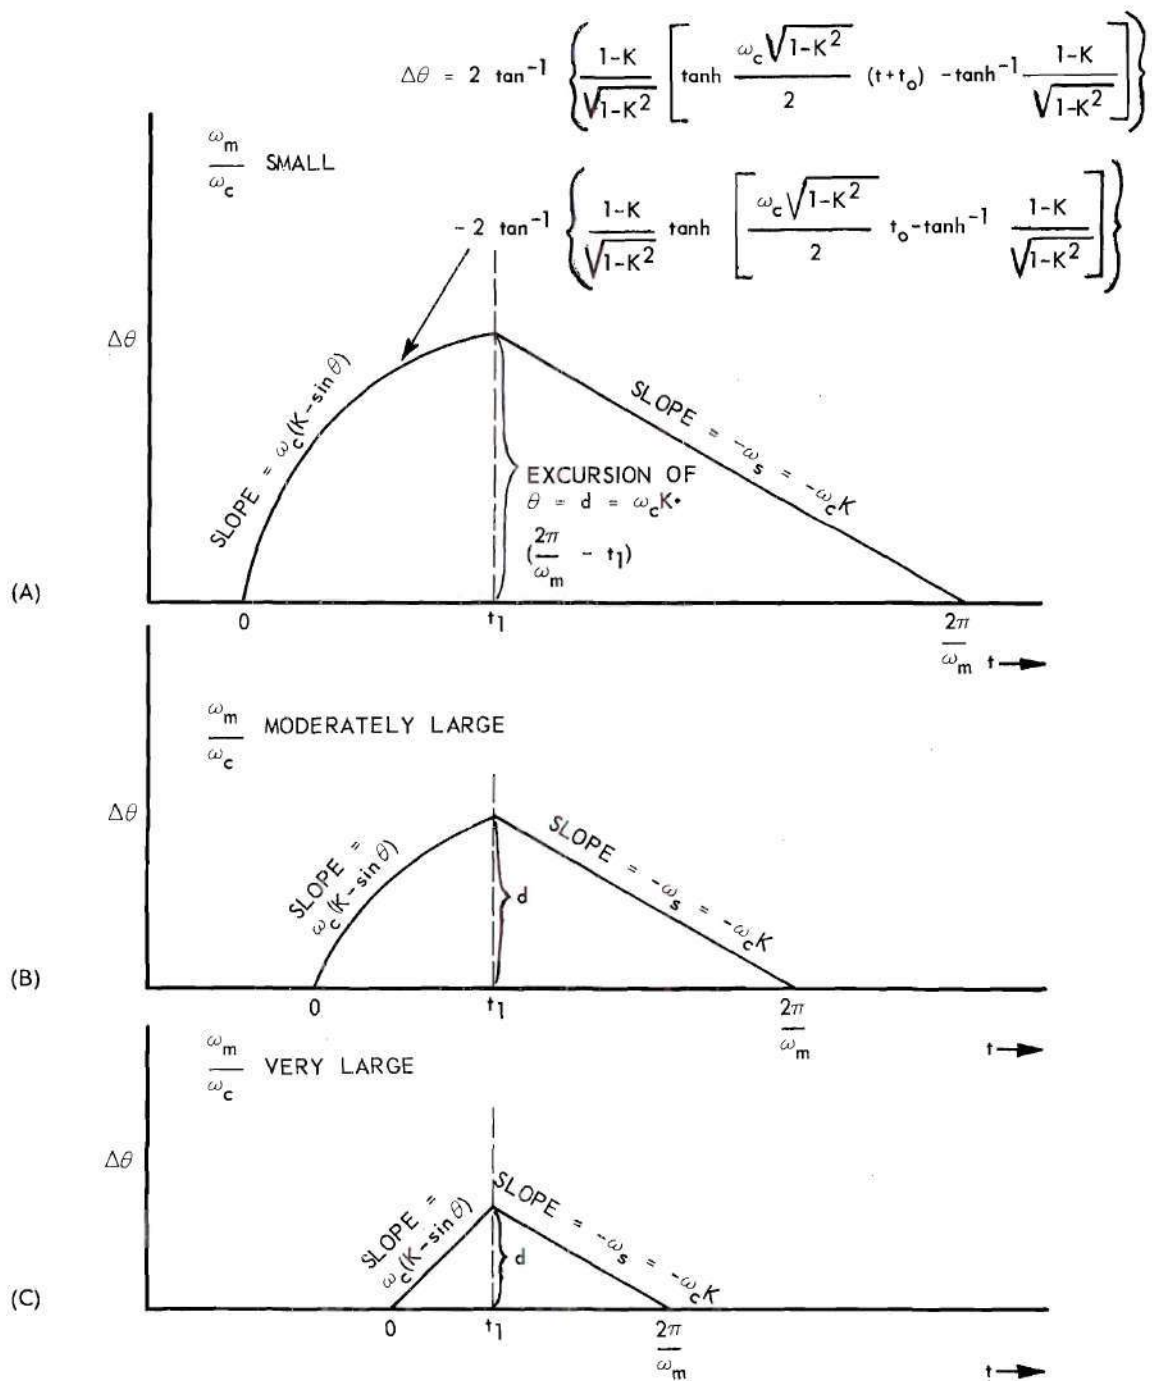 Δθ = 2 tan⁻¹ { (1-K)/√(1-K²) [ tanh (ω_c √(1-K²))/2 (t+t_o) - tanh⁻¹ (1-K)/√(1-K²) ] }
- 2 tan⁻¹ { (1-K)/√(1-K²) tanh [ (ω_c √(1-K²))/2 t_o - tanh⁻¹ (1-K)/√(1-K²) ] }
ω_m/ω_c SMALL
Δθ
SLOPE = ω_c(K-sin θ)
SLOPE = -ω_s = -ω_c K
EXCURSION OF
θ = d = ω_c K•
(2π/ω_m - t₁)
(A)
0
t₁
2π/ω_m
t
ω_m/ω_c MODERATELY LARGE
Δθ
SLOPE =
ω_c(K-sin θ)
SLOPE = -ω_s = -ω_c K
d
(B)
0
t₁
2π/ω_m
t
ω_m/ω_c VERY LARGE
Δθ
SLOPE =
ω_c(K-sin θ)
SLOPE = -ω_s = -ω_c K
d
(C)
0
t₁
2π/ω_m
t